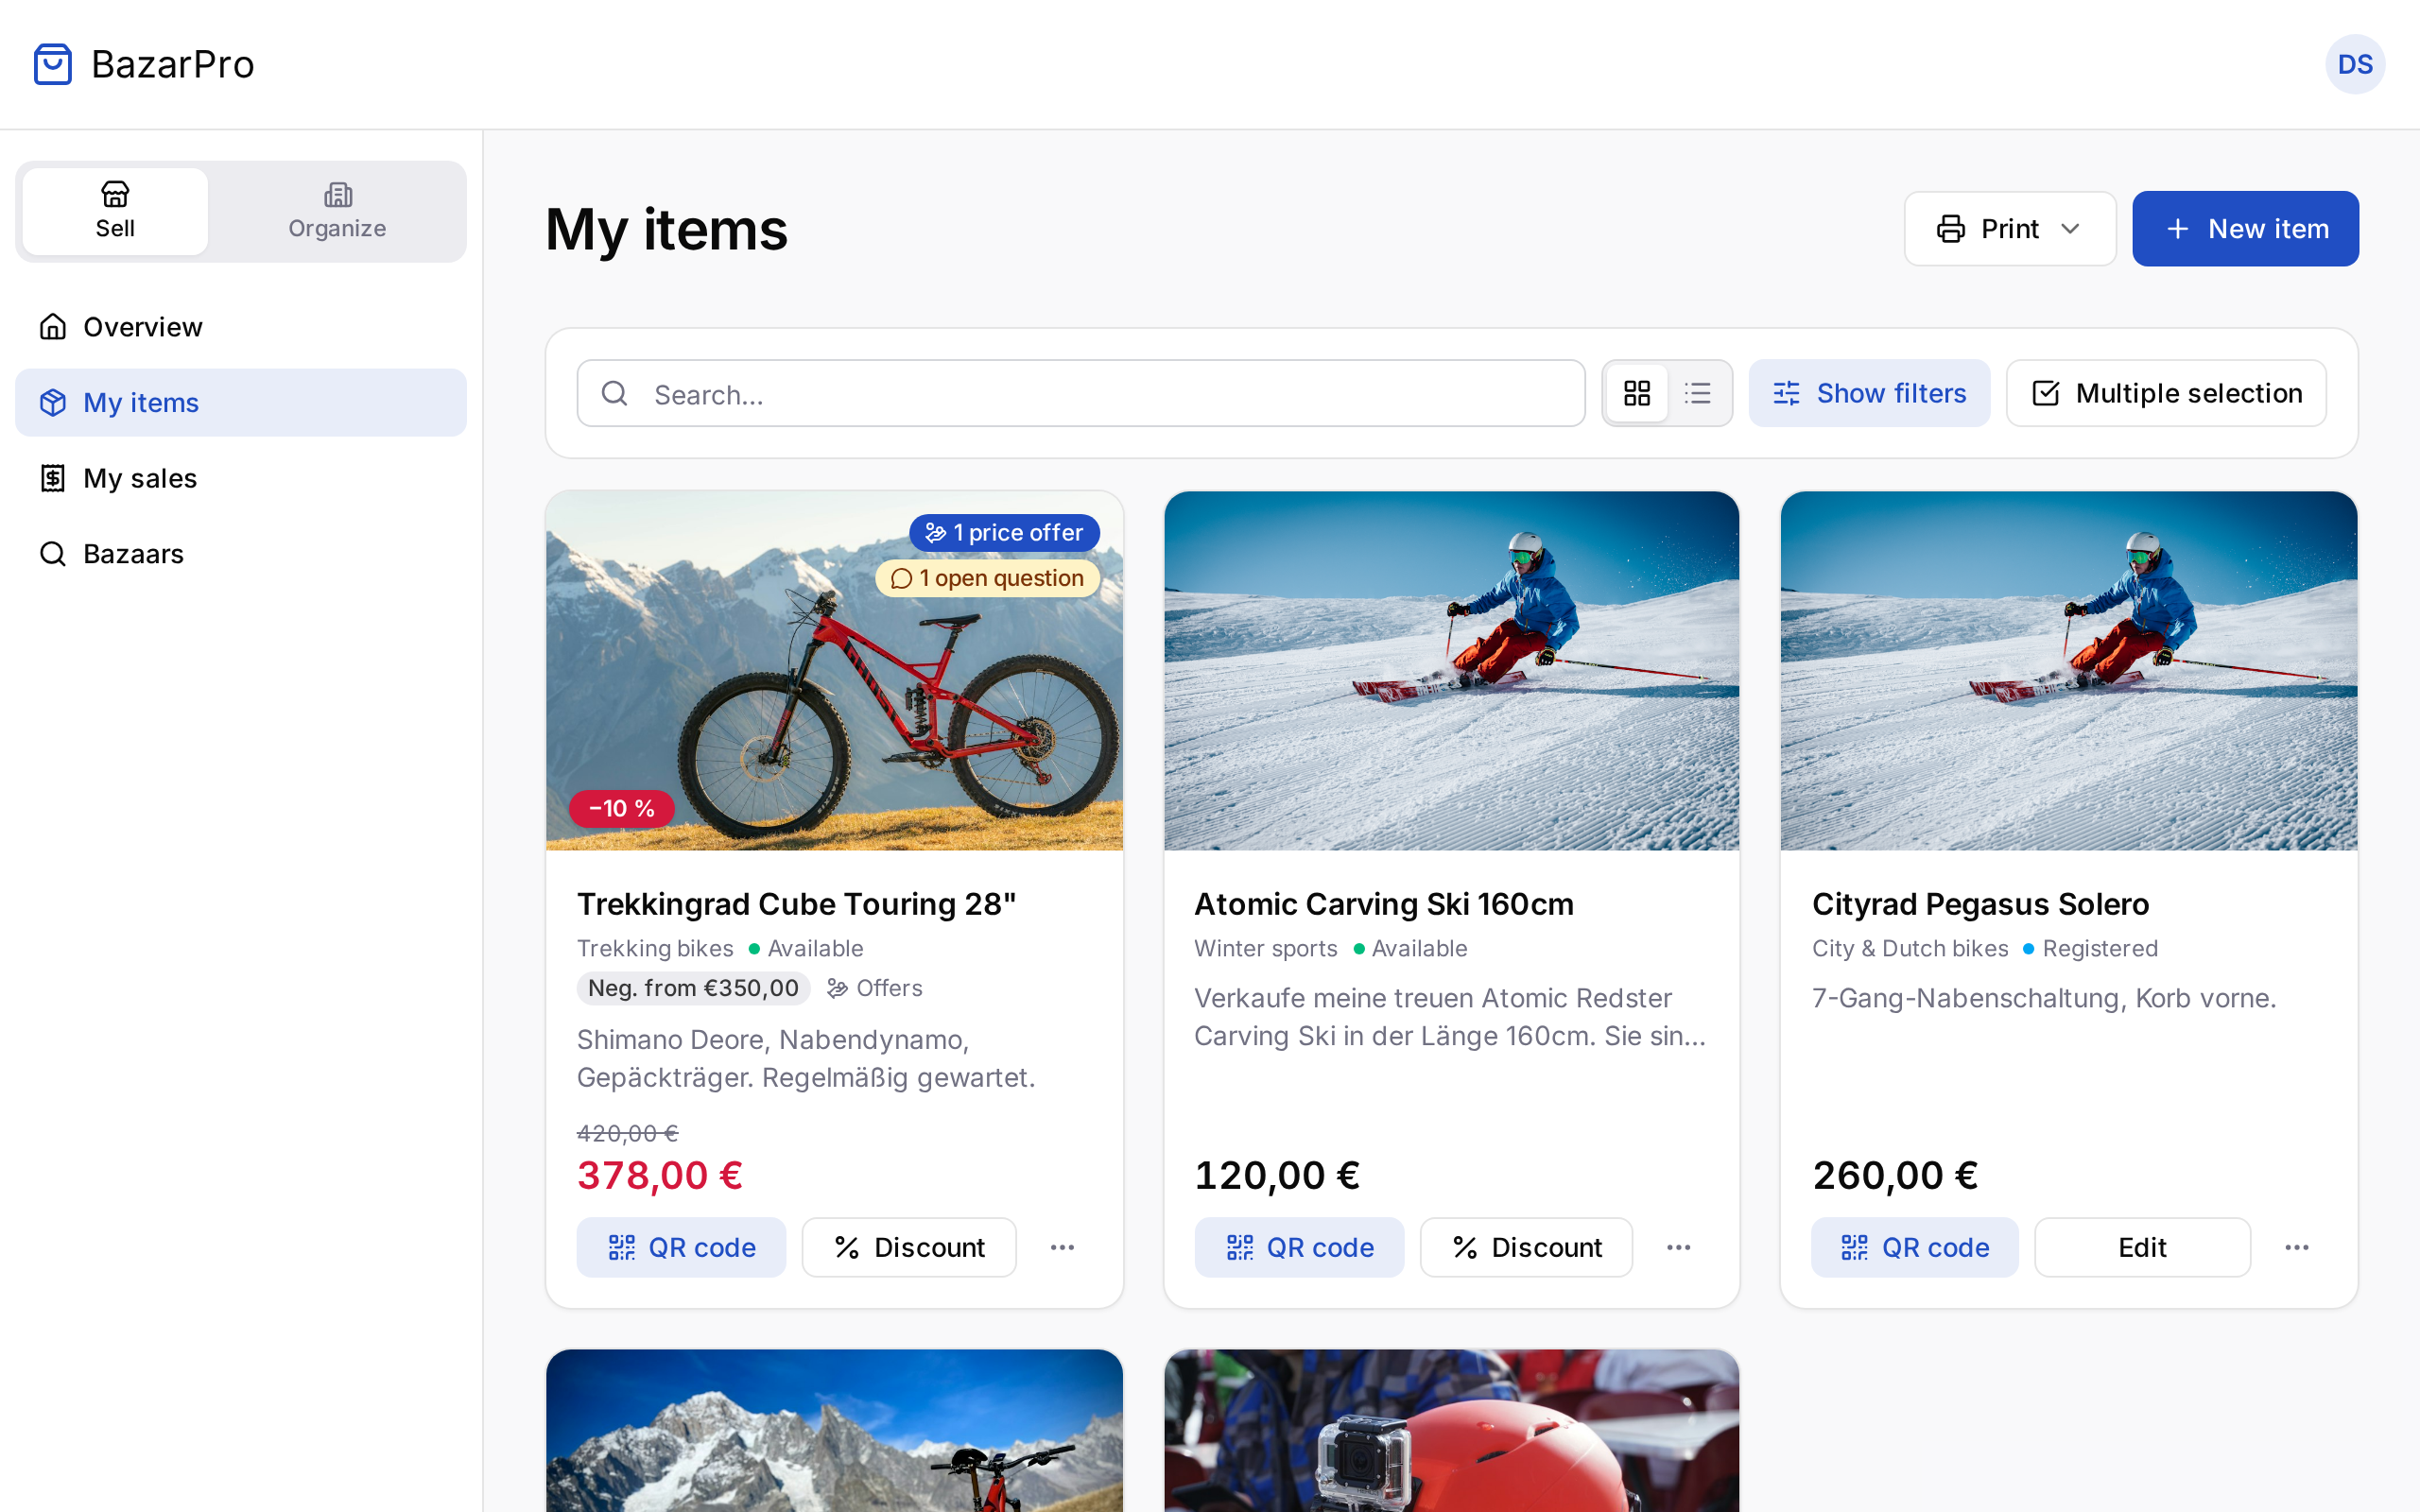 BazarPro
DS
Sell
Organize
Overview
My items
My sales
Bazaars
My items
Print
New item
Search...
Show filters
Multiple selection
1 price offer
1 open question
−10 %
Trekkingrad Cube Touring 28"
Trekking bikes Available
Neg. from €350,00 Offers
Shimano Deore, Nabendynamo,
Gepäckträger. Regelmäßig gewartet.
420,00 €
378,00 €
QR code Discount
Atomic Carving Ski 160cm
Winter sports Available
Verkaufe meine treuen Atomic Redster
Carving Ski in der Länge 160cm. Sie sin...
120,00 €
QR code Discount
Cityrad Pegasus Solero
City & Dutch bikes Registered
7-Gang-Nabenschaltung, Korb vorne.
260,00 €
QR code Edit